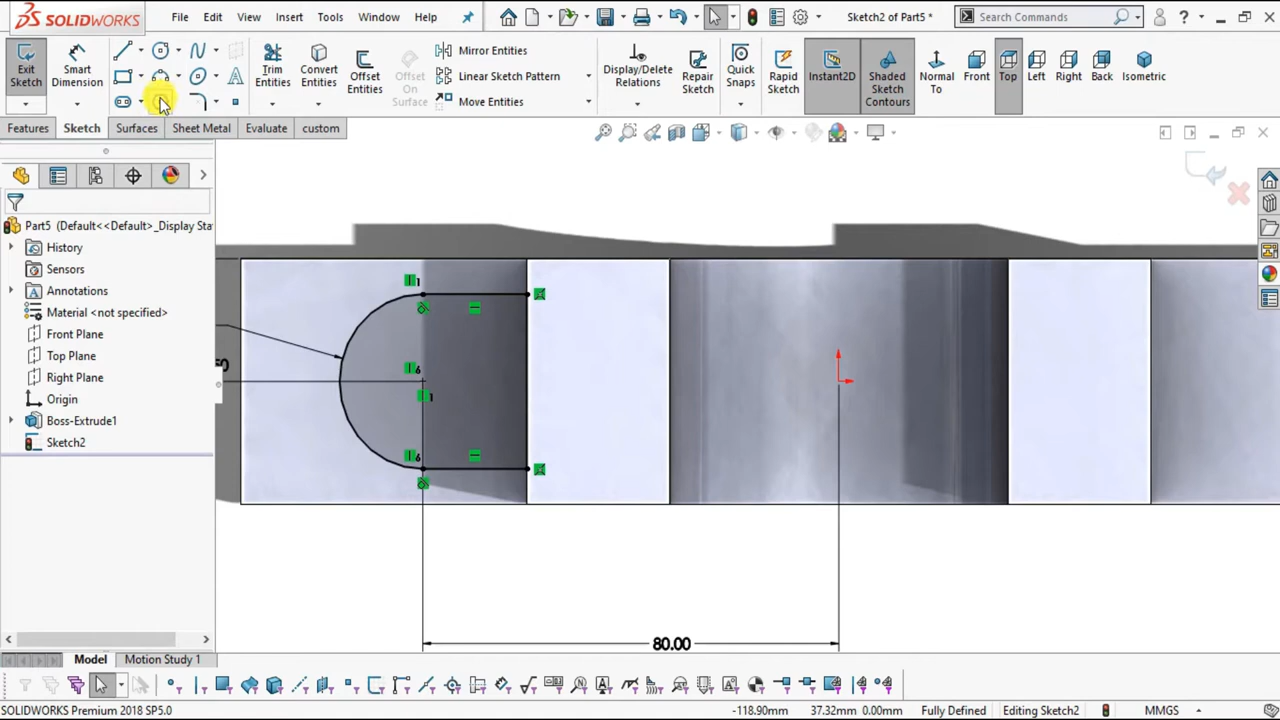 SOLIDWORKS
File
Edit
View
Insert
Tools
Window
Help
Sketch2 of Part5 *
Search Commands
?
Exit Sketch
Smart Dimension
Trim Entities
Convert Entities
Offset Entities
Offset On Surface
Mirror Entities
Linear Sketch Pattern
Move Entities
Display/Delete Relations
Repair Sketch
Quick Snaps
Rapid Sketch
Instant2D
Shaded Sketch Contours
Normal To
Front
Top
Left
Right
Back
Isometric
Features
Sketch
Surfaces
Sheet Metal
Evaluate
custom
Part5 (Default<<Default>_Display Sta
History
Sensors
Annotations
Material <not specified>
Front Plane
Top Plane
Right Plane
Origin
Boss-Extrude1
Sketch2
1
6
1
6
80.00
Model
Motion Study 1
SOLIDWORKS Premium 2018 SP5.0
-118.90mm
37.32mm 0.00mm
Fully Defined
Editing Sketch2
MMGS